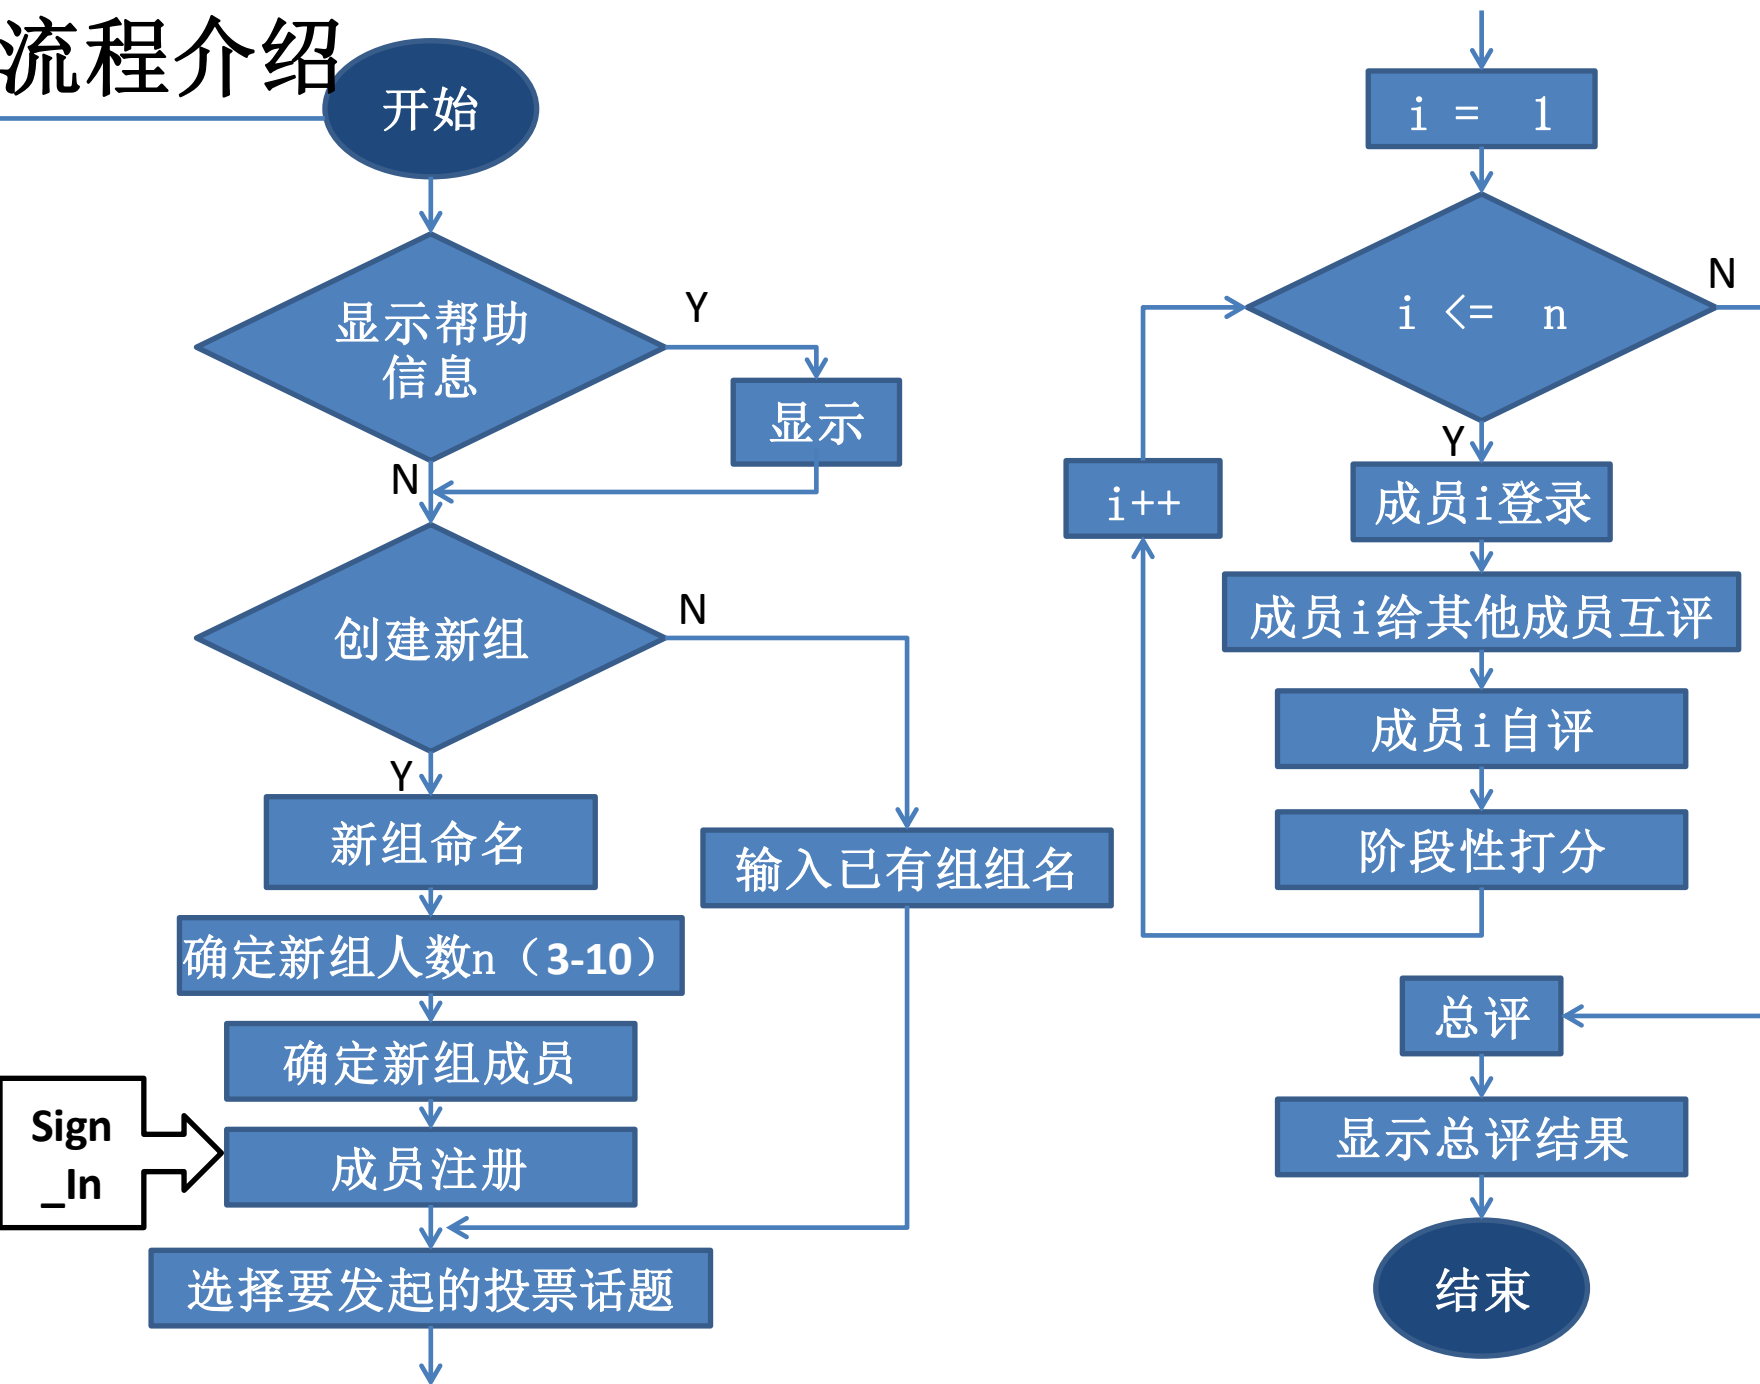 流程介绍
开始
显示帮助
信息
Y
显示
N
创建新组
N
Y
新组命名
输入已有组组名
确定新组人数n（3-10）
确定新组成员
Sign
_In
成员注册
选择要发起的投票话题
i = 1
i <= n
N
Y
i++
成员i登录
成员i给其他成员互评
成员i自评
阶段性打分
总评
显示总评结果
结束